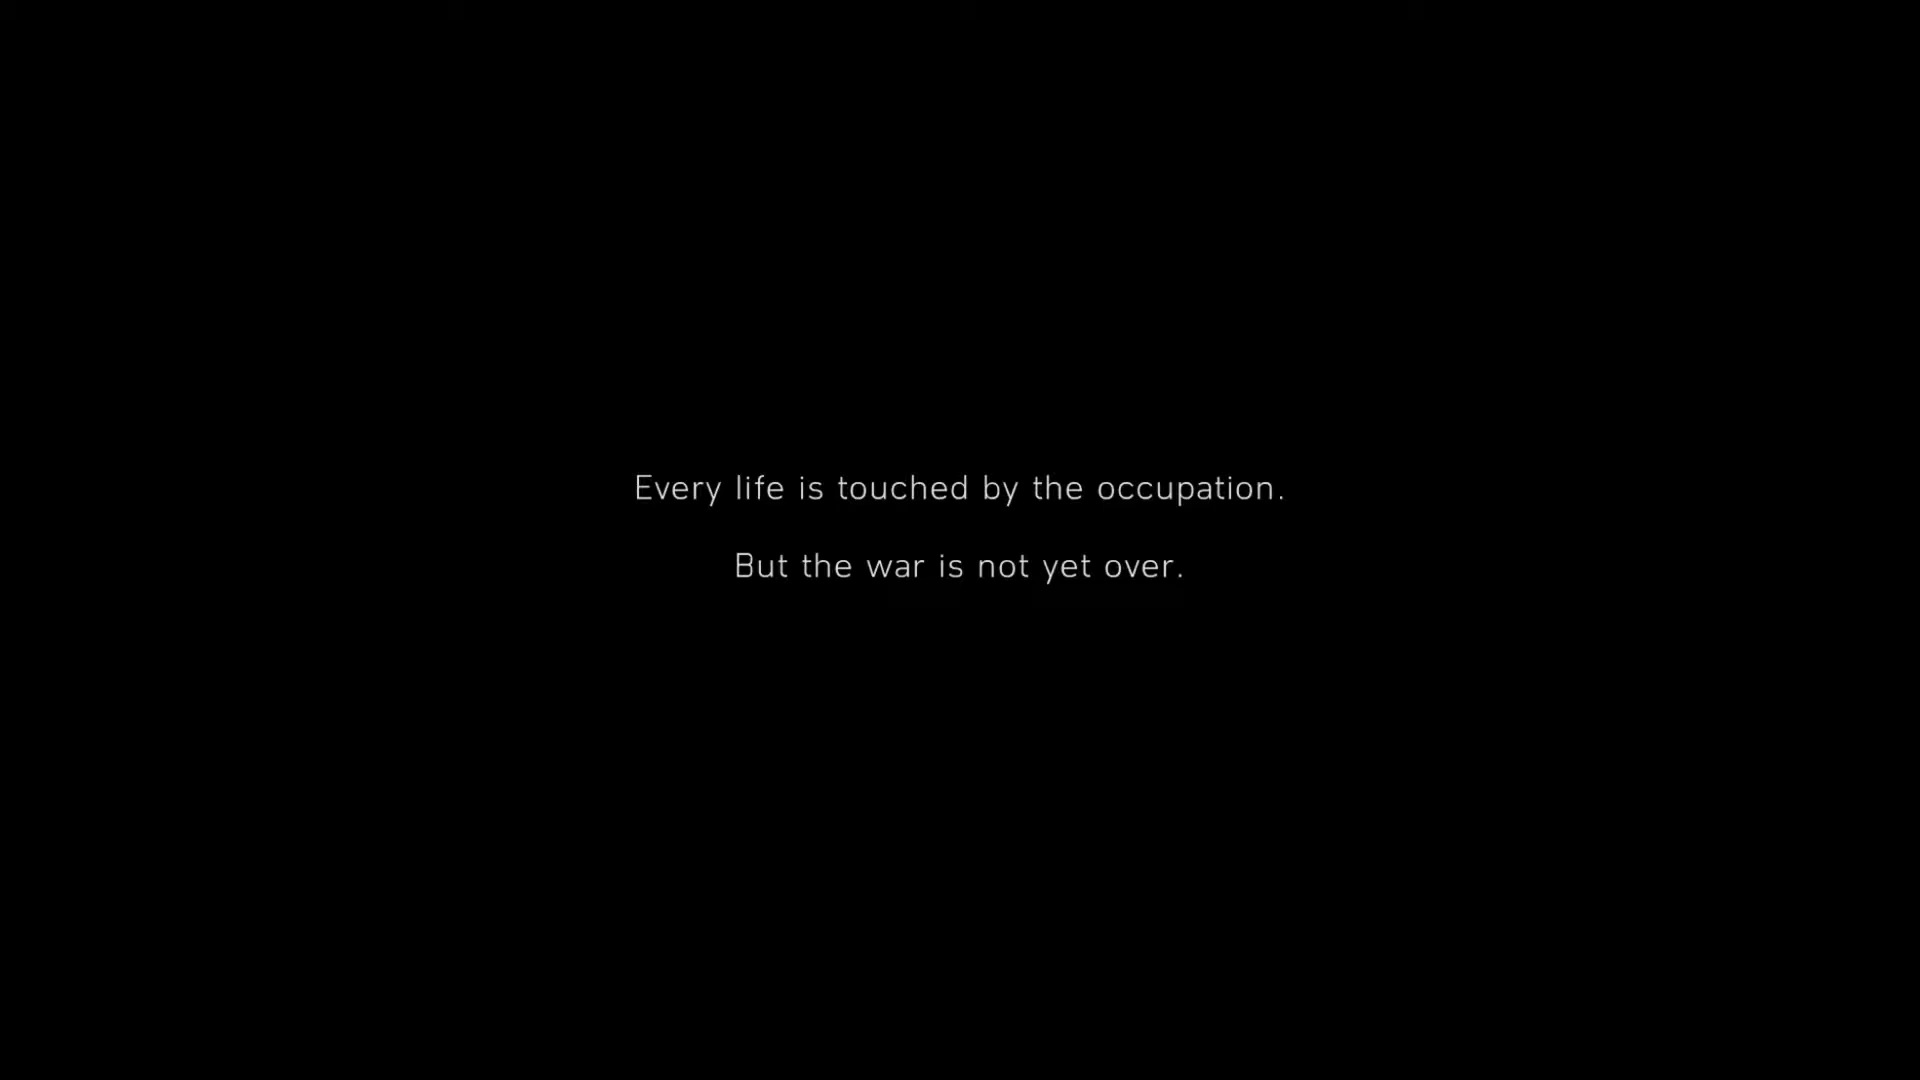 Every life is touched by the occupation.
But the war is not yet over.